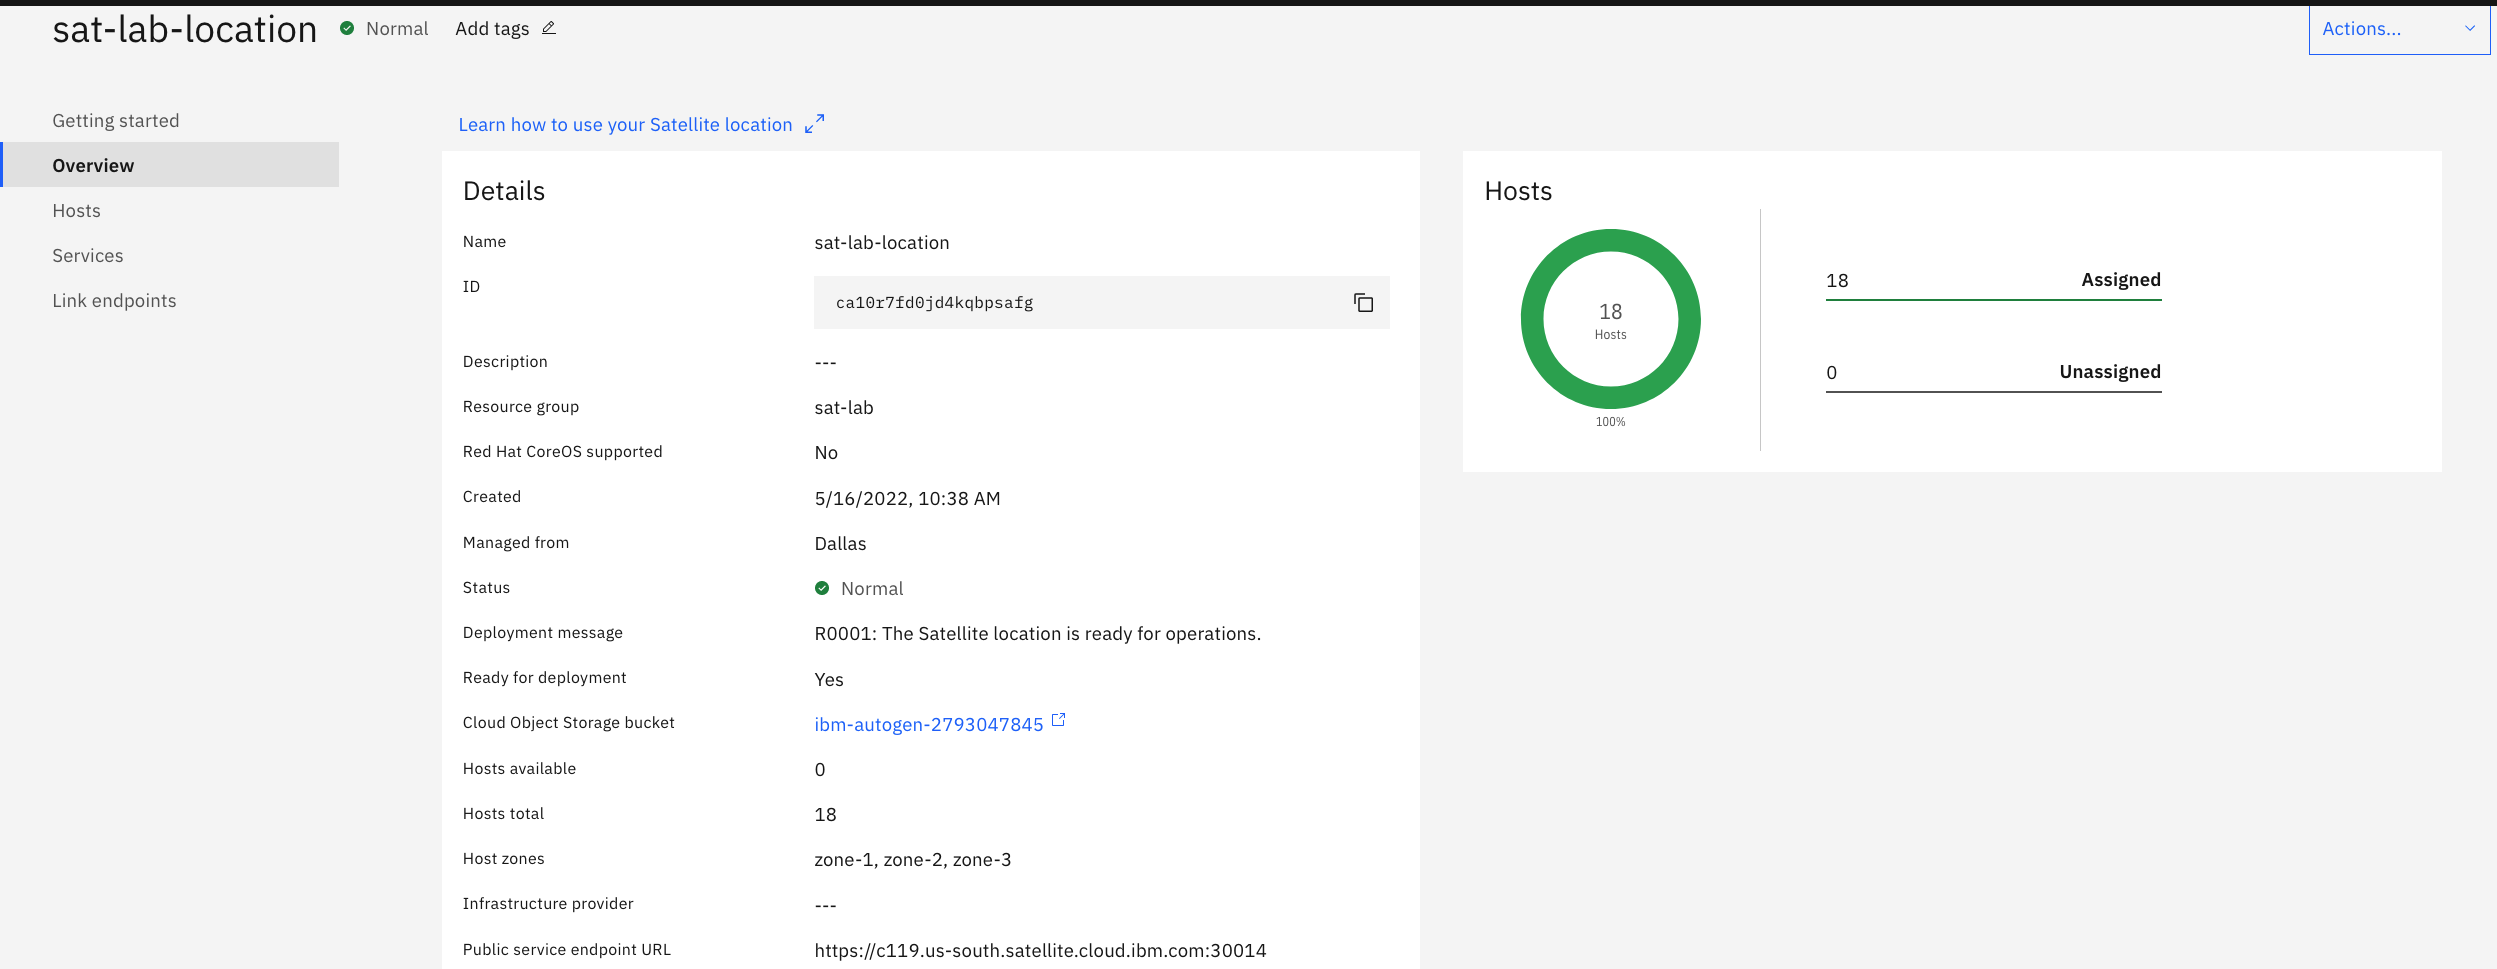 sat-lab-location Normal Add tags
Actions...
Getting started
Overview
Hosts
Services
Link endpoints
Learn how to use your Satellite location
Details
Name sat-lab-location
ID ca10r7fd0jd4kqbpsafg
Description ---
Resource group sat-lab
Red Hat CoreOS supported No
Created 5/16/2022, 10:38 AM
Managed from Dallas
Status Normal
Deployment message R0001: The Satellite location is ready for operations.
Ready for deployment Yes
Cloud Object Storage bucket ibm-autogen-2793047845
Hosts available 0
Hosts total 18
Host zones zone-1, zone-2, zone-3
Infrastructure provider ---
Public service endpoint URL https://c119.us-south.satellite.cloud.ibm.com:30014
Hosts
18
Hosts
100%
18 Assigned
0 Unassigned